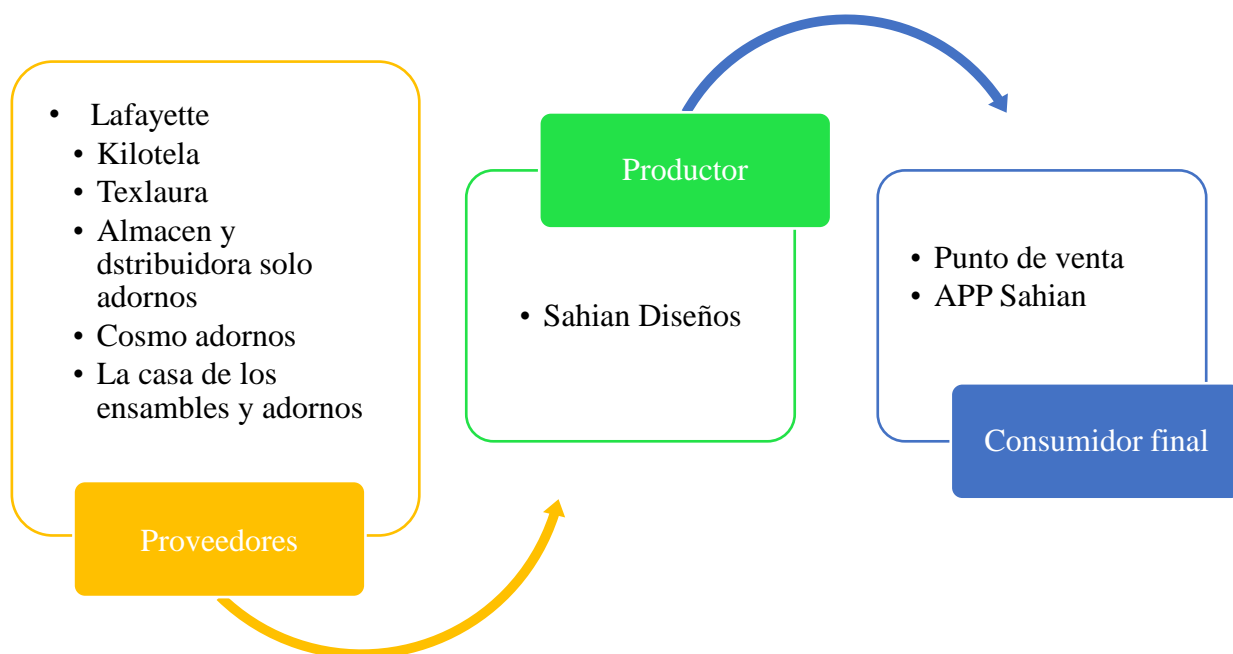 • Lafayette
• Kilotela
• Texlaura
• Almacen y
dstribuidora solo
adornos
• Cosmo adornos
• La casa de los
ensambles y adornos
Proveedores
Productor
• Sahian Diseños
• Punto de venta
• APP Sahian
Consumidor final